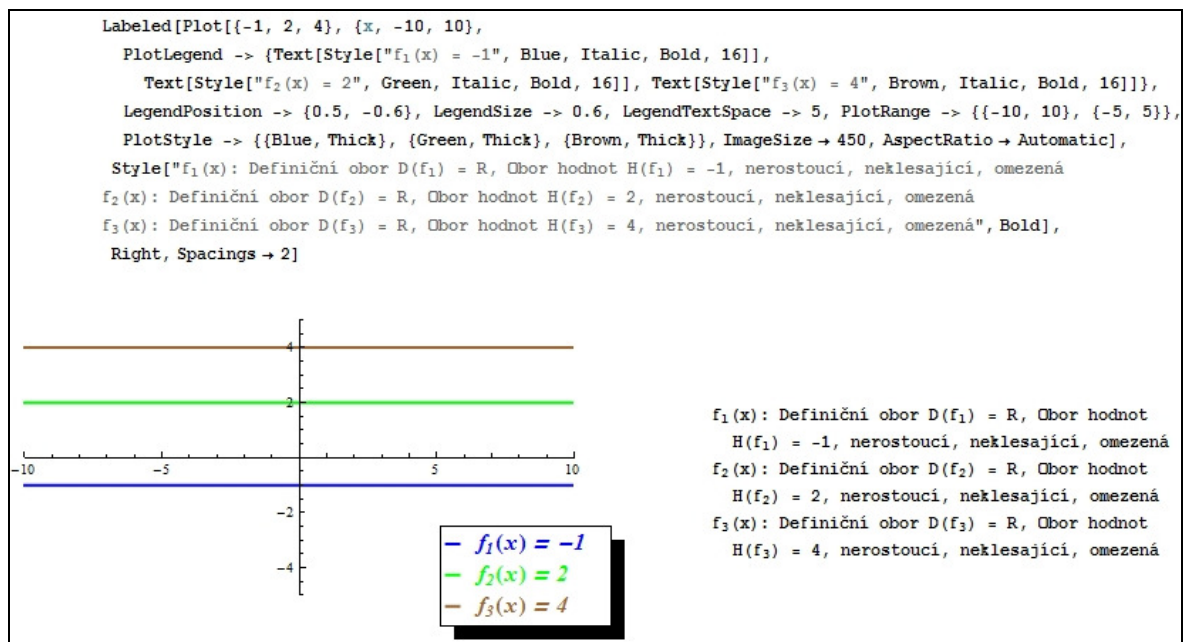 Labeled[Plot[{-1, 2, 4}, {x, -10, 10},
PlotLegend -> {Text[Style["f₁(x) = -1", Blue, Italic, Bold, 16]],
Text[Style["f₂(x) = 2", Green, Italic, Bold, 16]], Text[Style["f₃(x) = 4", Brown, Italic, Bold, 16]]},
LegendPosition -> {0.5, -0.6}, LegendSize -> 0.6, LegendTextSpace -> 5, PlotRange -> {{-10, 10}, {-5, 5}},
PlotStyle -> {{Blue, Thick}, {Green, Thick}, {Brown, Thick}}, ImageSize → 450, AspectRatio → Automatic],
Style["f₁(x): Definiční obor D(f₁) = R, Obor hodnot H(f₁) = -1, nerostoucí, neklesající, omezená
f₂(x): Definiční obor D(f₂) = R, Obor hodnot H(f₂) = 2, nerostoucí, neklesající, omezená
f₃(x): Definiční obor D(f₃) = R, Obor hodnot H(f₃) = 4, nerostoucí, neklesající, omezená", Bold],
Right, Spacings → 2]
4
2
-10 -5 5 10
-2
-4
f₁(x) = -1
f₂(x) = 2
f₃(x) = 4
f₁(x): Definiční obor D(f₁) = R, Obor hodnot
H(f₁) = -1, nerostoucí, neklesající, omezená
f₂(x): Definiční obor D(f₂) = R, Obor hodnot
H(f₂) = 2, nerostoucí, neklesající, omezená
f₃(x): Definiční obor D(f₃) = R, Obor hodnot
H(f₃) = 4, nerostoucí, neklesající, omezená